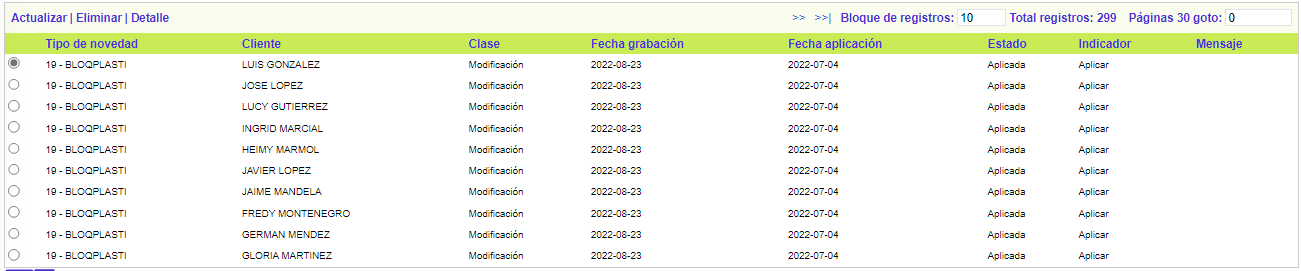 Actualizar | Eliminar | Detalle >> >>| Bloque de registros: 10 Total registros: 299 Páginas 30 goto: 0
Tipo de novedad Cliente Clase Fecha grabación Fecha aplicación Estado Indicador Mensaje
19 - BLOQPLASTI LUIS GONZALEZ Modificación 2022-08-23 2022-07-04 Aplicada Aplicar
19 - BLOQPLASTI JOSE LOPEZ Modificación 2022-08-23 2022-07-04 Aplicada Aplicar
19 - BLOQPLASTI LUCY GUTIERREZ Modificación 2022-08-23 2022-07-04 Aplicada Aplicar
19 - BLOQPLASTI INGRID MARCIAL Modificación 2022-08-23 2022-07-04 Aplicada Aplicar
19 - BLOQPLASTI HEIMY MARMOL Modificación 2022-08-23 2022-07-04 Aplicada Aplicar
19 - BLOQPLASTI JAVIER LOPEZ Modificación 2022-08-23 2022-07-04 Aplicada Aplicar
19 - BLOQPLASTI JAIME MANDELA Modificación 2022-08-23 2022-07-04 Aplicada Aplicar
19 - BLOQPLASTI FREDY MONTENEGRO Modificación 2022-08-23 2022-07-04 Aplicada Aplicar
19 - BLOQPLASTI GERMAN MENDEZ Modificación 2022-08-23 2022-07-04 Aplicada Aplicar
19 - BLOQPLASTI GLORIA MARTINEZ Modificación 2022-08-23 2022-07-04 Aplicada Aplicar